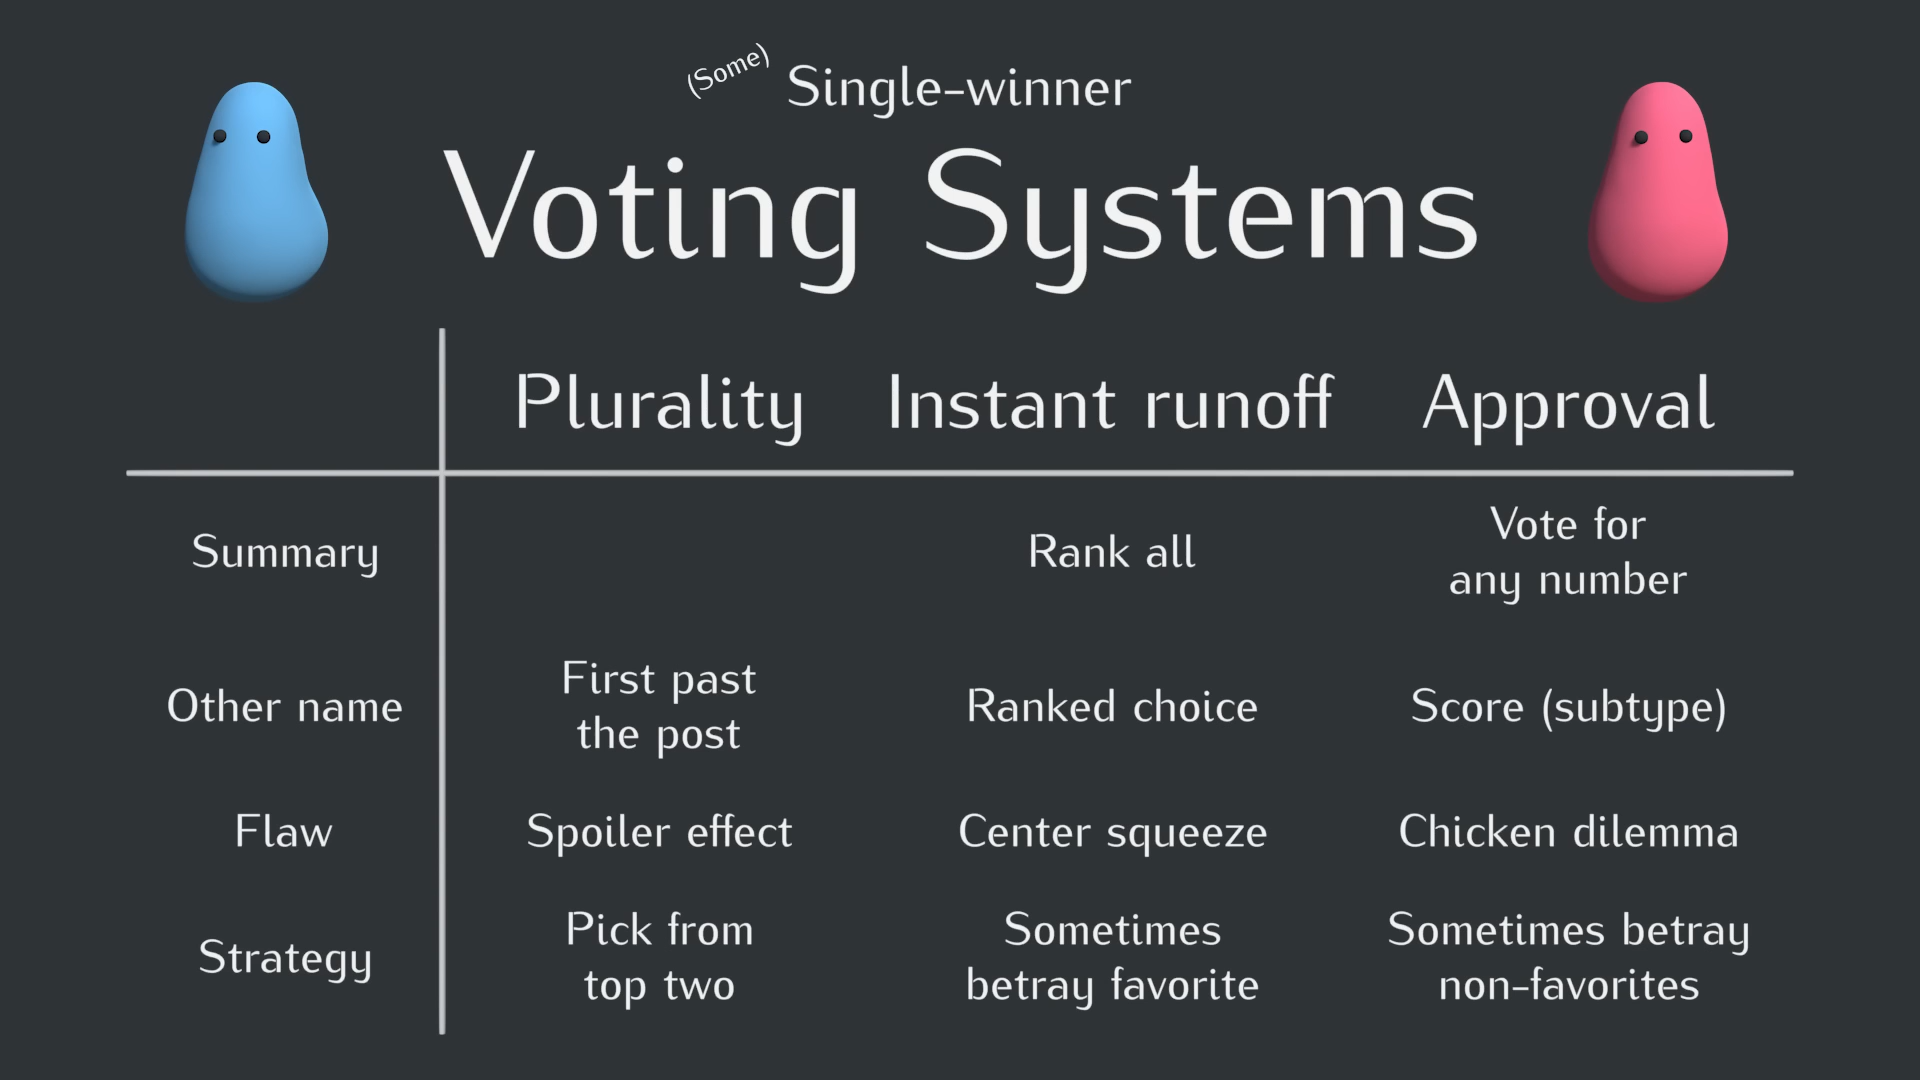 (Some) Single-winner
Voting Systems
Plurality Instant runoff Approval
Summary Rank all Vote for
any number
Other name First past
the post Ranked choice Score (subtype)
Flaw Spoiler effect Center squeeze Chicken dilemma
Strategy Pick from
top two Sometimes
betray favorite Sometimes betray
non-favorites